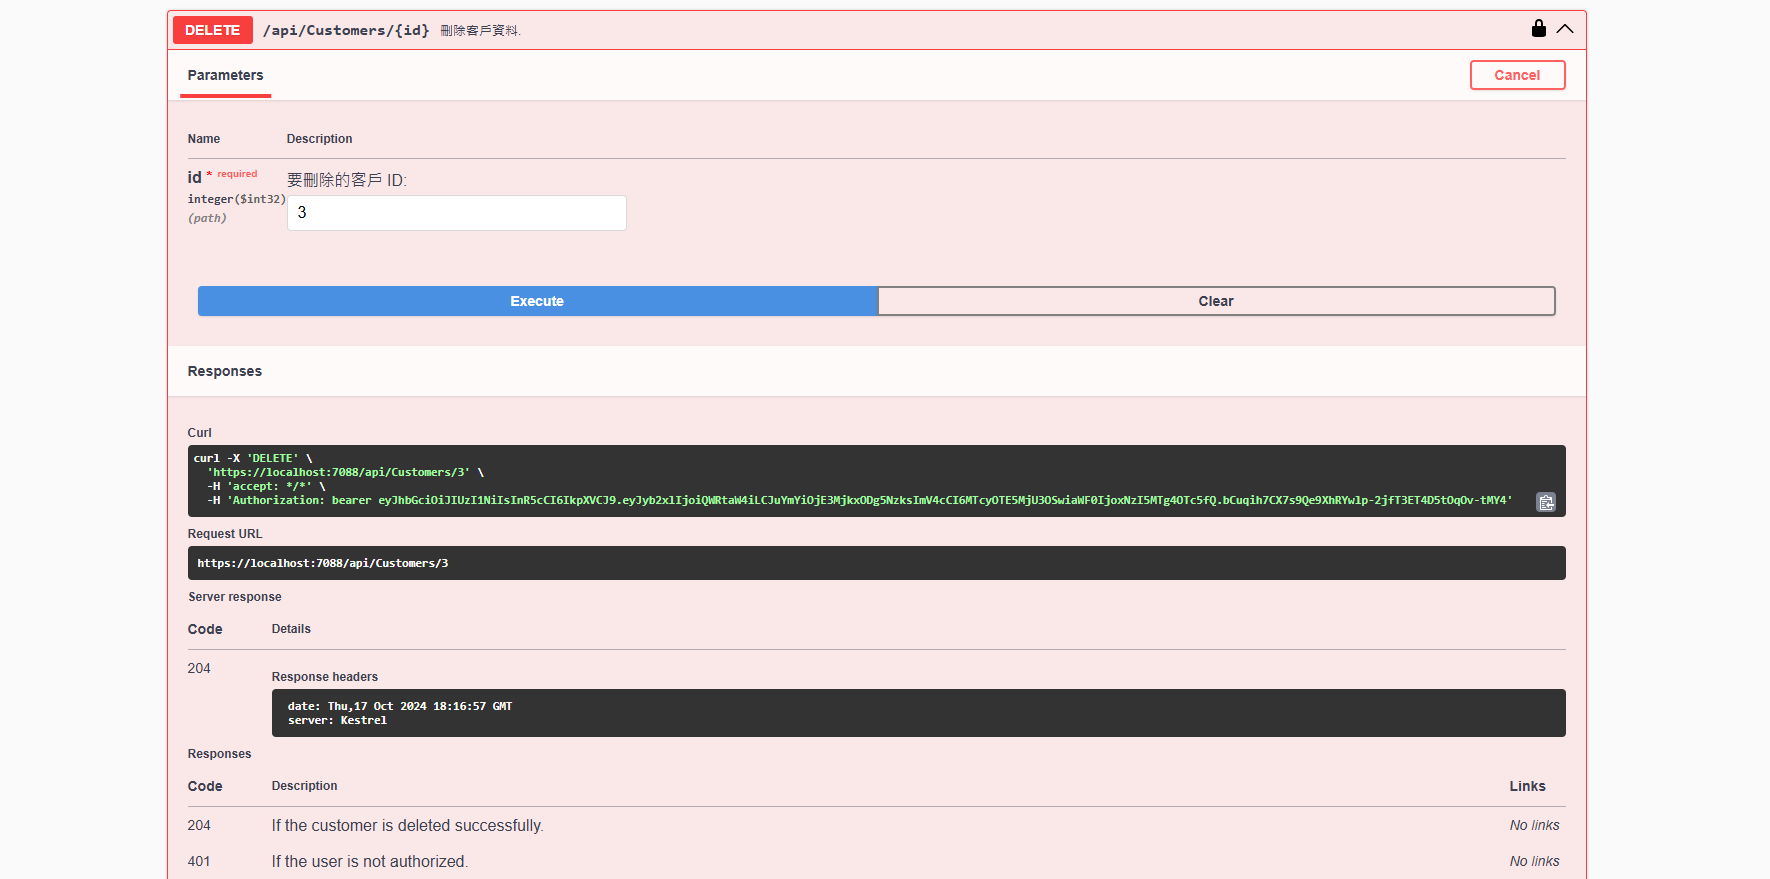 DELETE /api/Customers/{id} 刪除客戶資料.
Parameters
Cancel
Name Description
id * required
integer($int32)
(path)
要刪除的客戶 ID:
3
Execute
Clear
Responses
Curl
curl -X 'DELETE' \
'https://localhost:7088/api/Customers/3' \
-H 'accept: */*' \
-H 'Authorization: bearer eyJhbGciOiJIUzI1NiIsInR5cCI6IkpXVCJ9.eyJyb2xlIjoiQWRtaW4iLCJuYmYiOjE3MjkxODg5NzksImV4cCI6MTcyOTE5MjU3OSwiaWF0IjoxNzI5MTg4OTc5fQ.bCuqih7CX7s9Qe9XhRYw1p-2jfT3ET4D5tOqOv-tMY4'
Request URL
https://localhost:7088/api/Customers/3
Server response
Code Details
204
Response headers
date: Thu,17 Oct 2024 18:16:57 GMT
server: Kestrel
Responses
Code Description Links
204 If the customer is deleted successfully. No links
401 If the user is not authorized. No links